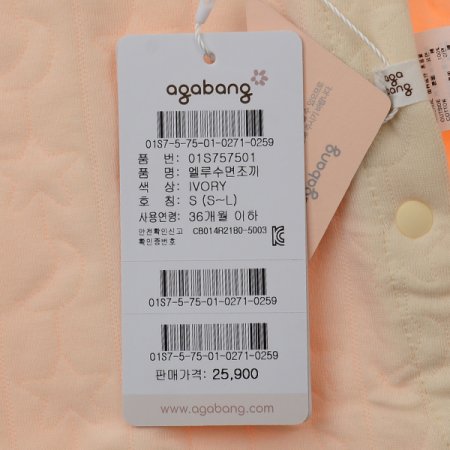 agabang
01S7-5-75-01-0271-0259
품 번: 01S757501
품 명: 엘루수면조끼
색 상: IVORY
호 칭: S (S~L)
사용연령: 36개월 이하
안전확인신고 CB014R2180-5003
확인증번호
01S7-5-75-01-0271-0259
01S7-5-75-01-0271-0259
판매가격: 25,900
www.agabang.com
agabang
aga
bang